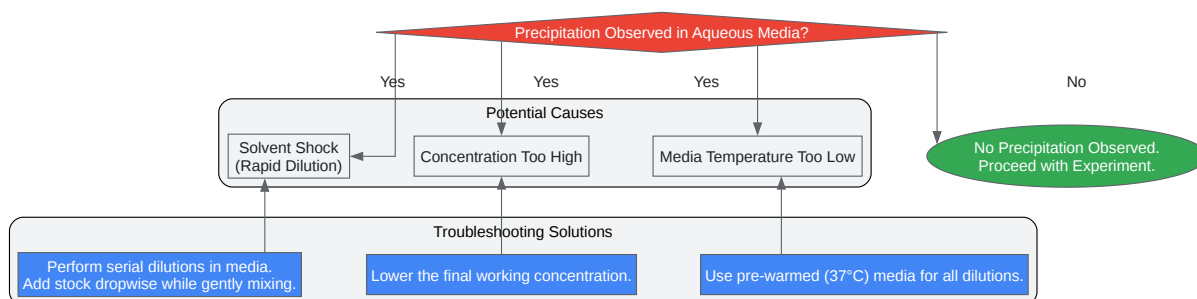 Precipitation Observed in Aqueous Media?
Yes
Yes
Yes
No
Potential Causes
Solvent Shock
(Rapid Dilution)
Concentration Too High
Media Temperature Too Low
No Precipitation Observed.
Proceed with Experiment.
Troubleshooting Solutions
Perform serial dilutions in media.
Add stock dropwise while gently mixing.
Lower the final working concentration.
Use pre-warmed (37°C) media for all dilutions.